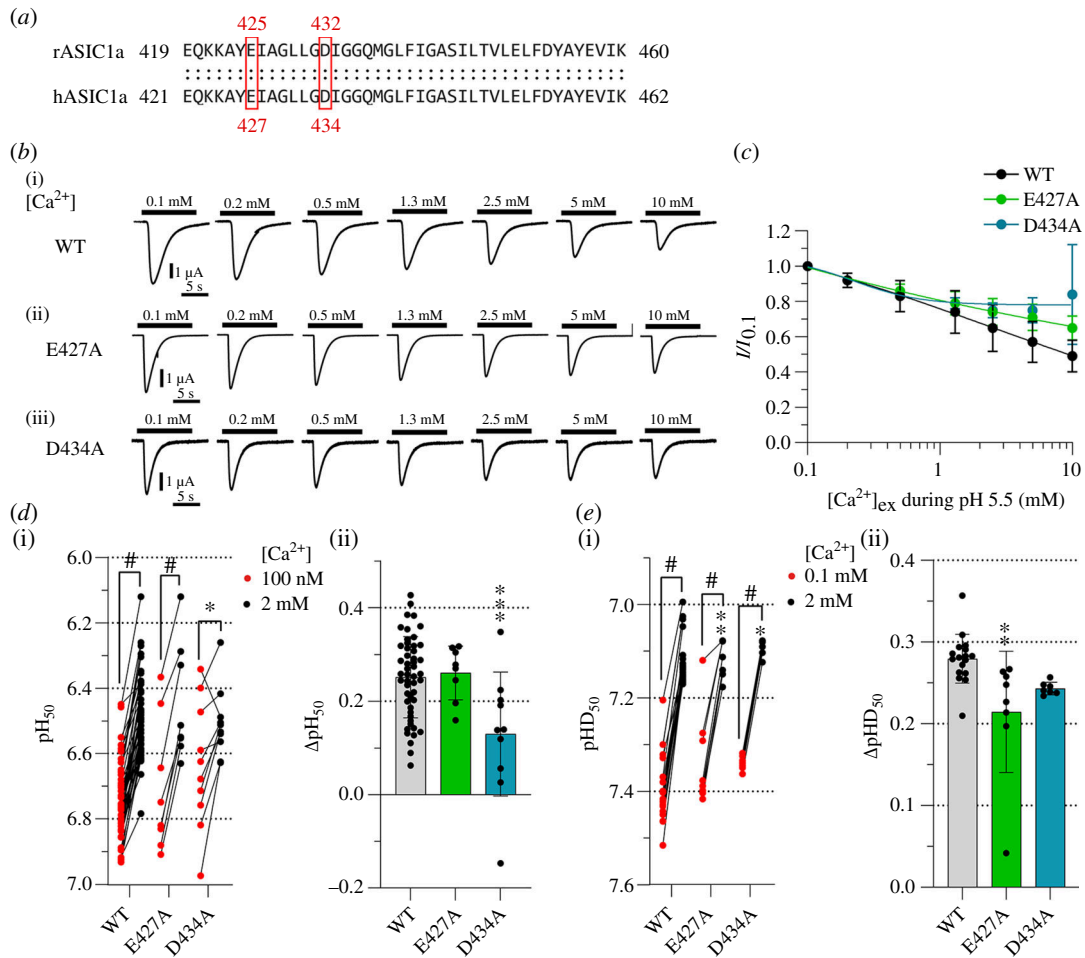 (a)
425 432
rASIC1a 419 EQKKAYEIAGLLGDIGGQMGLFIGASILTVLELFDYAYEVIK 460
::::::::::::::::::::::::::::::::::::::::::
hASIC1a 421 EQKKAYEIAGLLGDIGGQMGLFIGASILTVLELFDYAYEVIK 462
427 434
(b)
(i)
[Ca2+] 0.1 mM 0.2 mM 0.5 mM 1.3 mM 2.5 mM 5 mM 10 mM
WT
1 µA
5 s
(ii)
0.1 mM 0.2 mM 0.5 mM 1.3 mM 2.5 mM 5 mM 10 mM
E427A
1 µA
5 s
(iii)
0.1 mM 0.2 mM 0.5 mM 1.3 mM 2.5 mM 5 mM 10 mM
D434A
1 µA
5 s
(c)
WT
E427A
D434A
I/I0.1
1.2
1.0
0.8
0.6
0.4
0.2
0.0
0.1 1 10
[Ca2+]ex during pH 5.5 (mM)
(d)
(i)
[Ca2+]
100 nM
2 mM
pH50
6.0
6.2
6.4
6.6
6.8
7.0
# # *
WT E427A D434A
(ii)
ΔpH50
0.4
0.2
0.0
–0.2
***
WT E427A D434A
(e)
(i)
[Ca2+]
0.1 mM
2 mM
pHD50
7.0
7.2
7.4
7.6
# # #
** *
WT E427A D434A
(ii)
ΔpHD50
0.4
0.3
0.2
0.1
0.0
**
WT E427A D434A